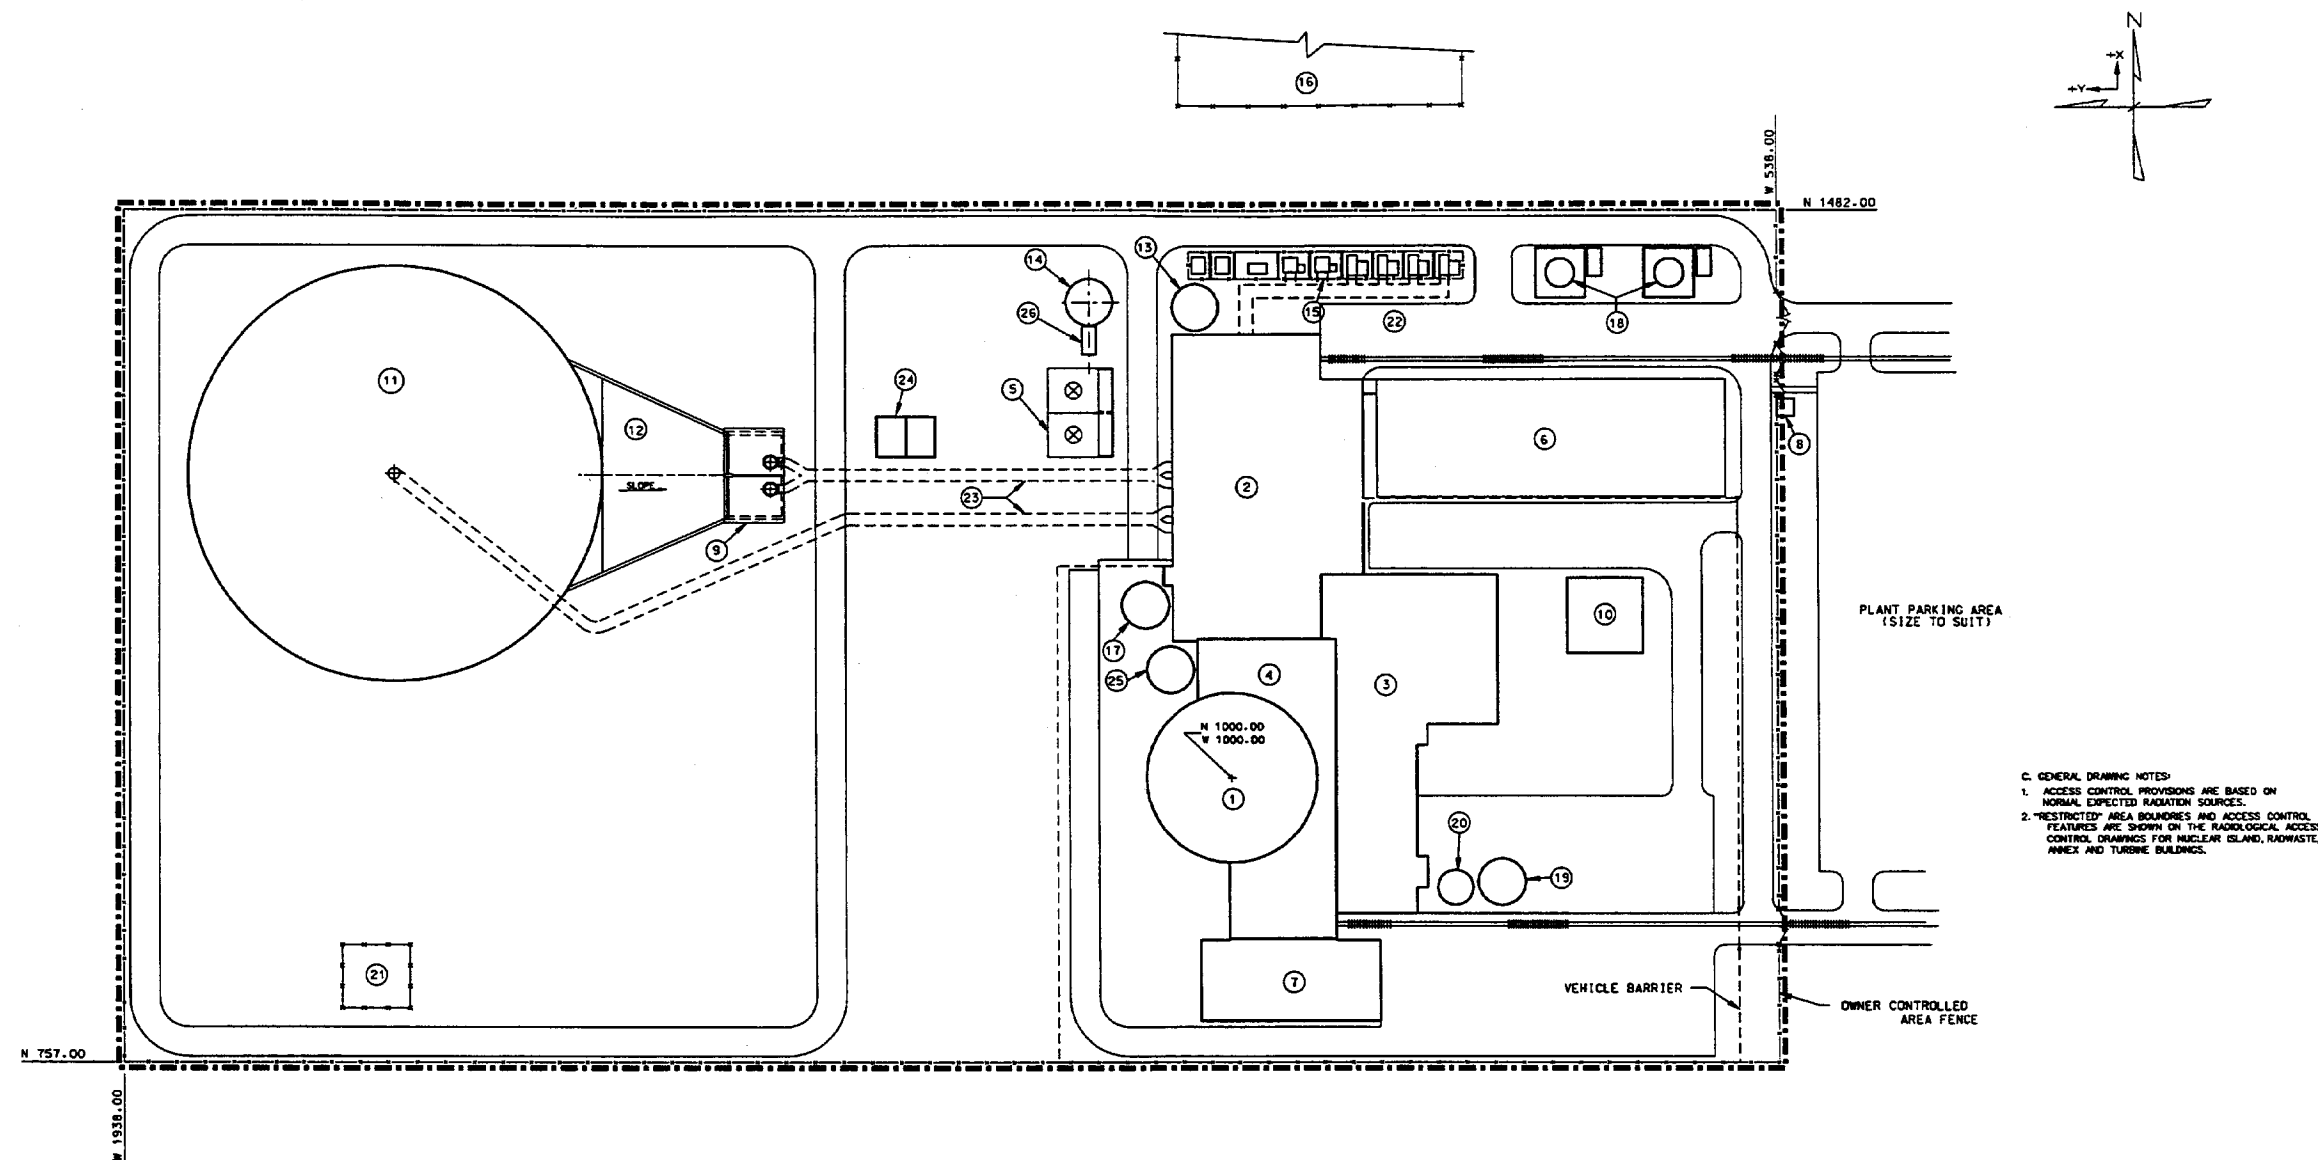 N
+X
+Y
16
W 538.00
N 1482.00
13
14
26
15
22
18
11
24
5
12
6
8
2
SLOPE
23
9
10
PLANT PARKING AREA
(SIZE TO SUIT)
17
25
4
3
N 1000.00
W 1000.00
1
C. GENERAL DRAWING NOTES:
1. ACCESS CONTROL PROVISIONS ARE BASED ON
NORMAL EXPECTED RADIATION SOURCES.
2. "RESTRICTED" AREA BOUNDRIES AND ACCESS CONTROL
FEATURES ARE SHOWN ON THE RADIOLOGICAL ACCESS
CONTROL DRAWINGS FOR NUCLEAR ISLAND, RADWASTE,
ANNEX AND TURBINE BUILDINGS.
20
19
21
7
VEHICLE BARRIER
OWNER CONTROLLED
AREA FENCE
N 757.00
W 1938.00